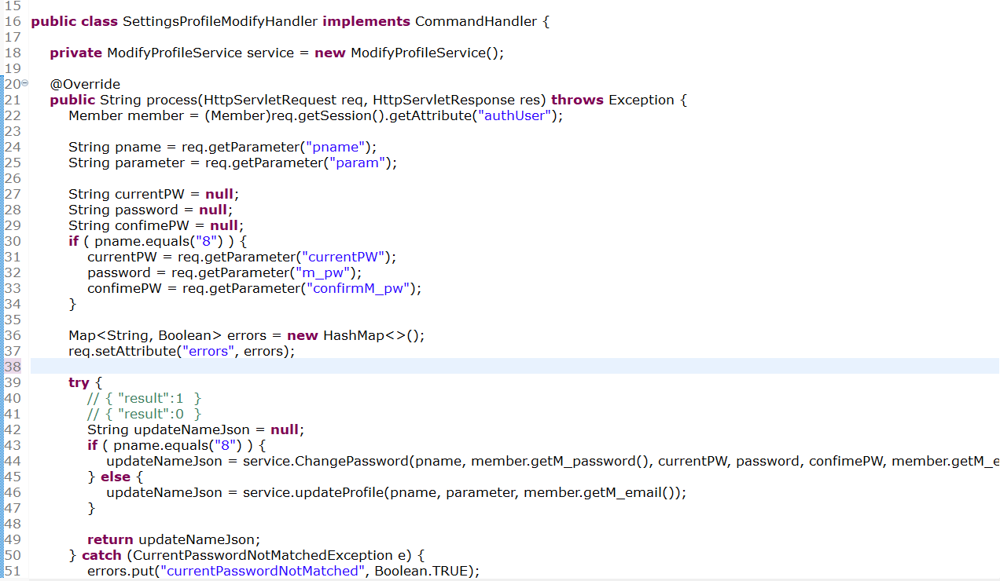 15
16 public class SettingsProfileModifyHandler implements CommandHandler {
17
18 private ModifyProfileService service = new ModifyProfileService();
19
20 @Override
21 public String process(HttpServletRequest req, HttpServletResponse res) throws Exception {
22 Member member = (Member)req.getSession().getAttribute("authUser");
23
24 String pname = req.getParameter("pname");
25 String parameter = req.getParameter("param");
26
27 String currentPW = null;
28 String password = null;
29 String confimePW = null;
30 if ( pname.equals("8") ) {
31 currentPW = req.getParameter("currentPW");
32 password = req.getParameter("m_pw");
33 confimePW = req.getParameter("confirmM_pw");
34 }
35
36 Map<String, Boolean> errors = new HashMap<>();
37 req.setAttribute("errors", errors);
38
39 try {
40 // { "result":1  }
41 // { "result":0  }
42 String updateNameJson = null;
43 if ( pname.equals("8") ) {
44 updateNameJson = service.ChangePassword(pname, member.getM_password(), currentPW, password, confimePW, member.getM_e
45 } else {
46 updateNameJson = service.updateProfile(pname, parameter, member.getM_email());
47 }
48
49 return updateNameJson;
50 } catch (CurrentPasswordNotMatchedException e) {
51 errors.put("currentPasswordNotMatched", Boolean.TRUE);